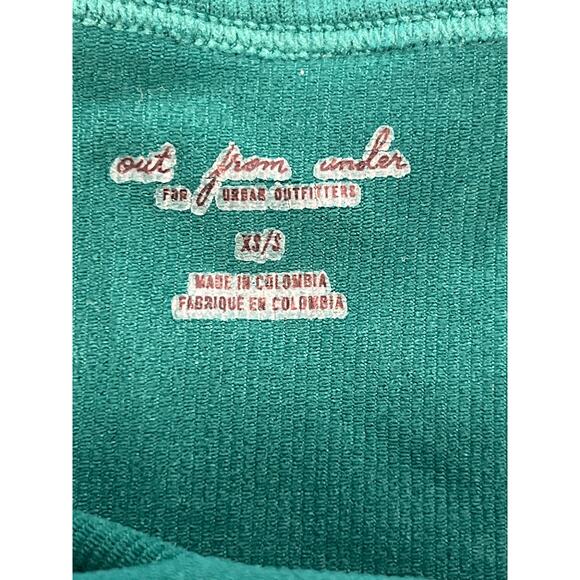 out from under
FOR URBAN OUTFITTERS
XS/S
MADE IN COLOMBIA
FABRIQUE EN COLOMBIA